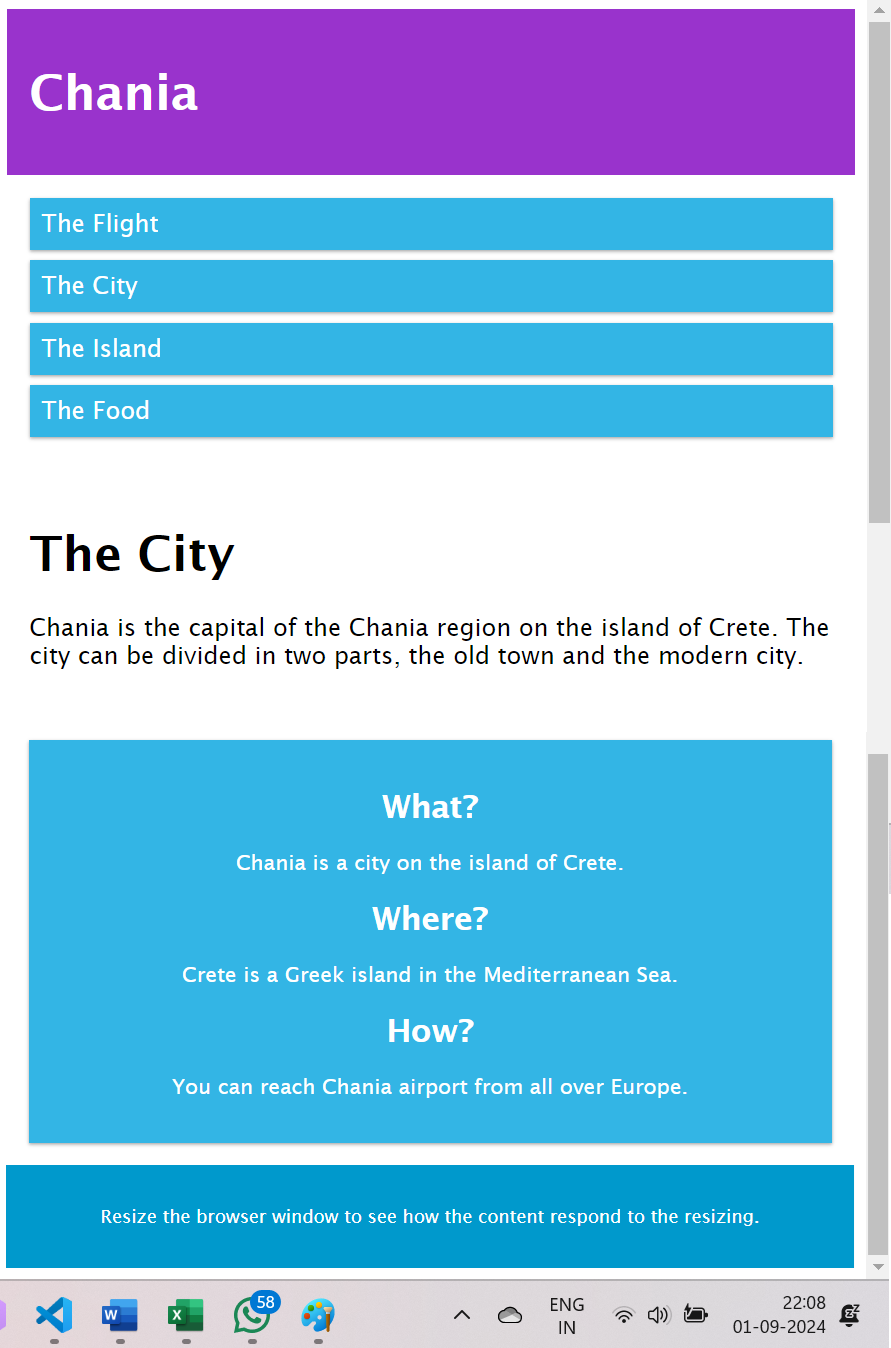 Chania
The Flight
The City
The Island
The Food
The City
Chania is the capital of the Chania region on the island of Crete. The
city can be divided in two parts, the old town and the modern city.
What?
Chania is a city on the island of Crete.
Where?
Crete is a Greek island in the Mediterranean Sea.
How?
You can reach Chania airport from all over Europe.
Resize the browser window to see how the content respond to the resizing.
W
X
58
ENG
IN
22:08
01-09-2024
zz